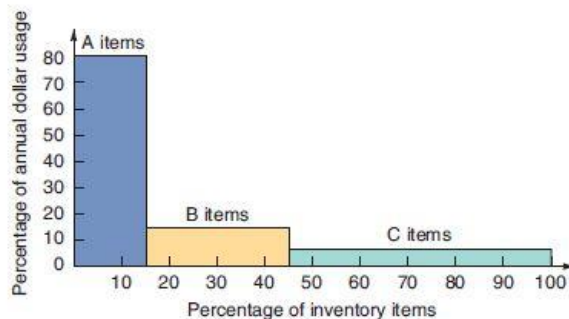 Percentage of annual dollar usage
80
70
60
50
40
30
20
10
0
A items
B items
C items
10 20 30 40 50 60 70 80 90 100
Percentage of inventory items